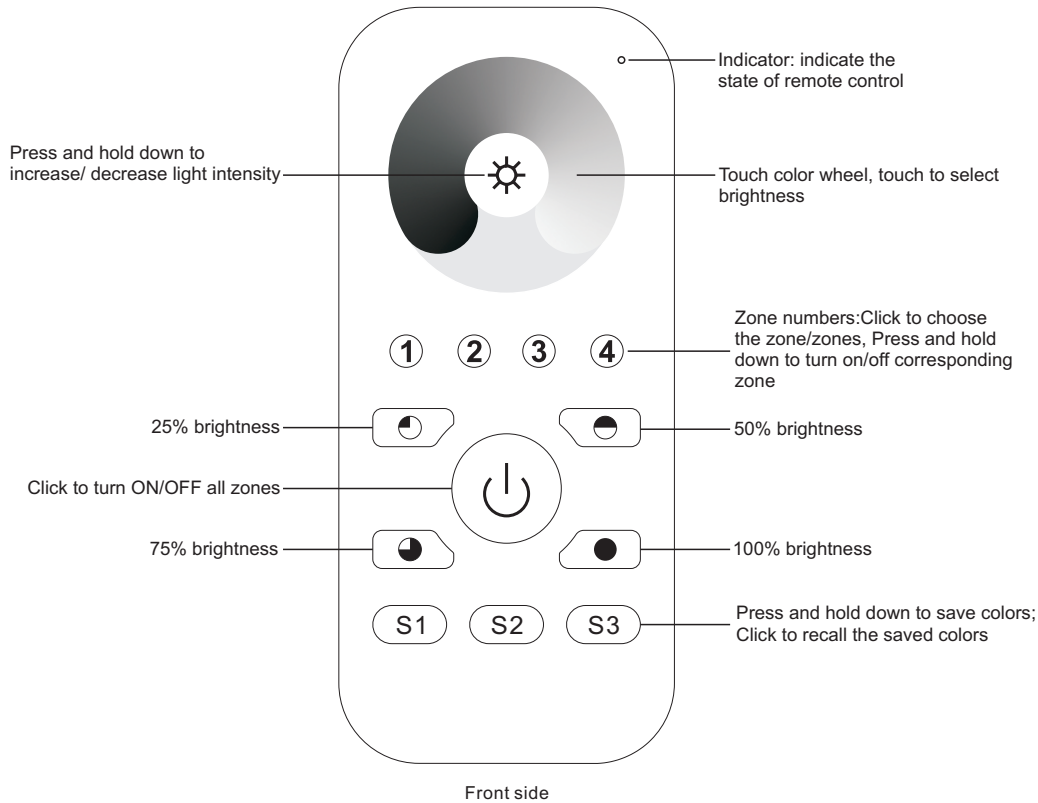 Indicator: indicate the
state of remote control
Press and hold down to
increase/ decrease light intensity
Touch color wheel, touch to select
brightness
Zone numbers:Click to choose
the zone/zones, Press and hold
down to turn on/off corresponding
zone
1 2 3 4
25% brightness
50% brightness
Click to turn ON/OFF all zones
75% brightness
100% brightness
S1 S2 S3
Press and hold down to save colors;
Click to recall the saved colors
Front side